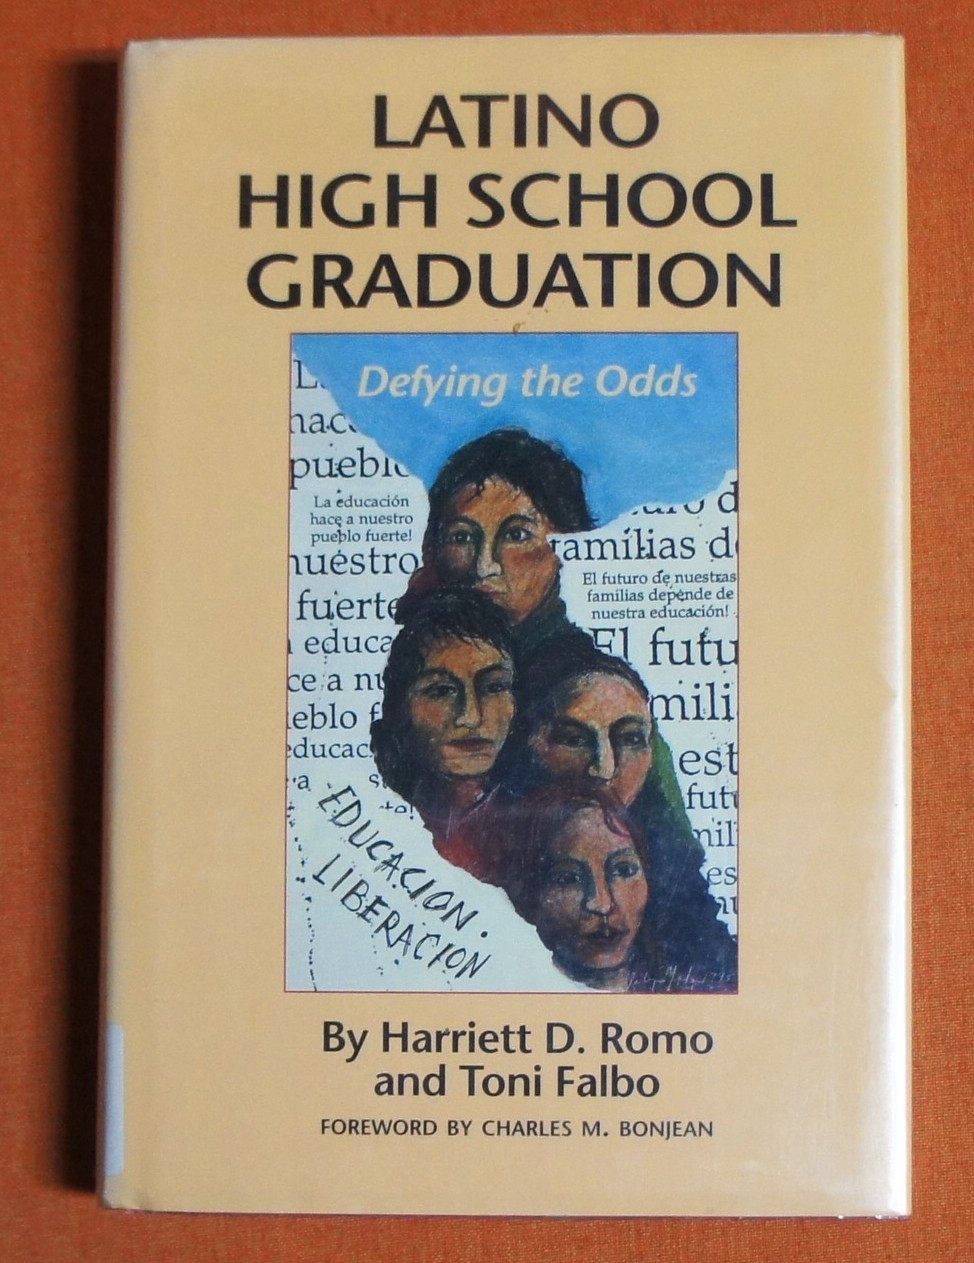 LATINO
HIGH SCHOOL
GRADUATION
Defying the Odds
pueblo
La educación
hace a nuestro
pueblo fuerte!
nuestro
fuerte
familias de
El futuro de nuestras
familias depende de
nuestra educación!
El futu
educa
ce a nu
mili
eblo f
educac
est
futu
mili
es
EDUCACION.
LIBERACION
By Harriett D. Romo
and Toni Falbo
FOREWORD BY CHARLES M. BONJEAN